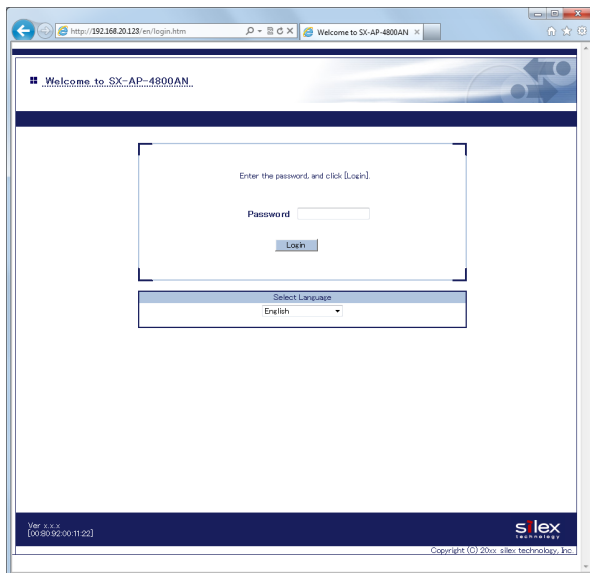 http://192.168.20.123/en/login.htm
Welcome to SX-AP-4800AN
Welcome to SX-AP-4800AN
Enter the password, and click [Login].
Password
Login
Select Language
English
Ver x.x.x
[00:80:92:00:11:22]
silex
technology
Copyright (C) 20xx silex technology, Inc.